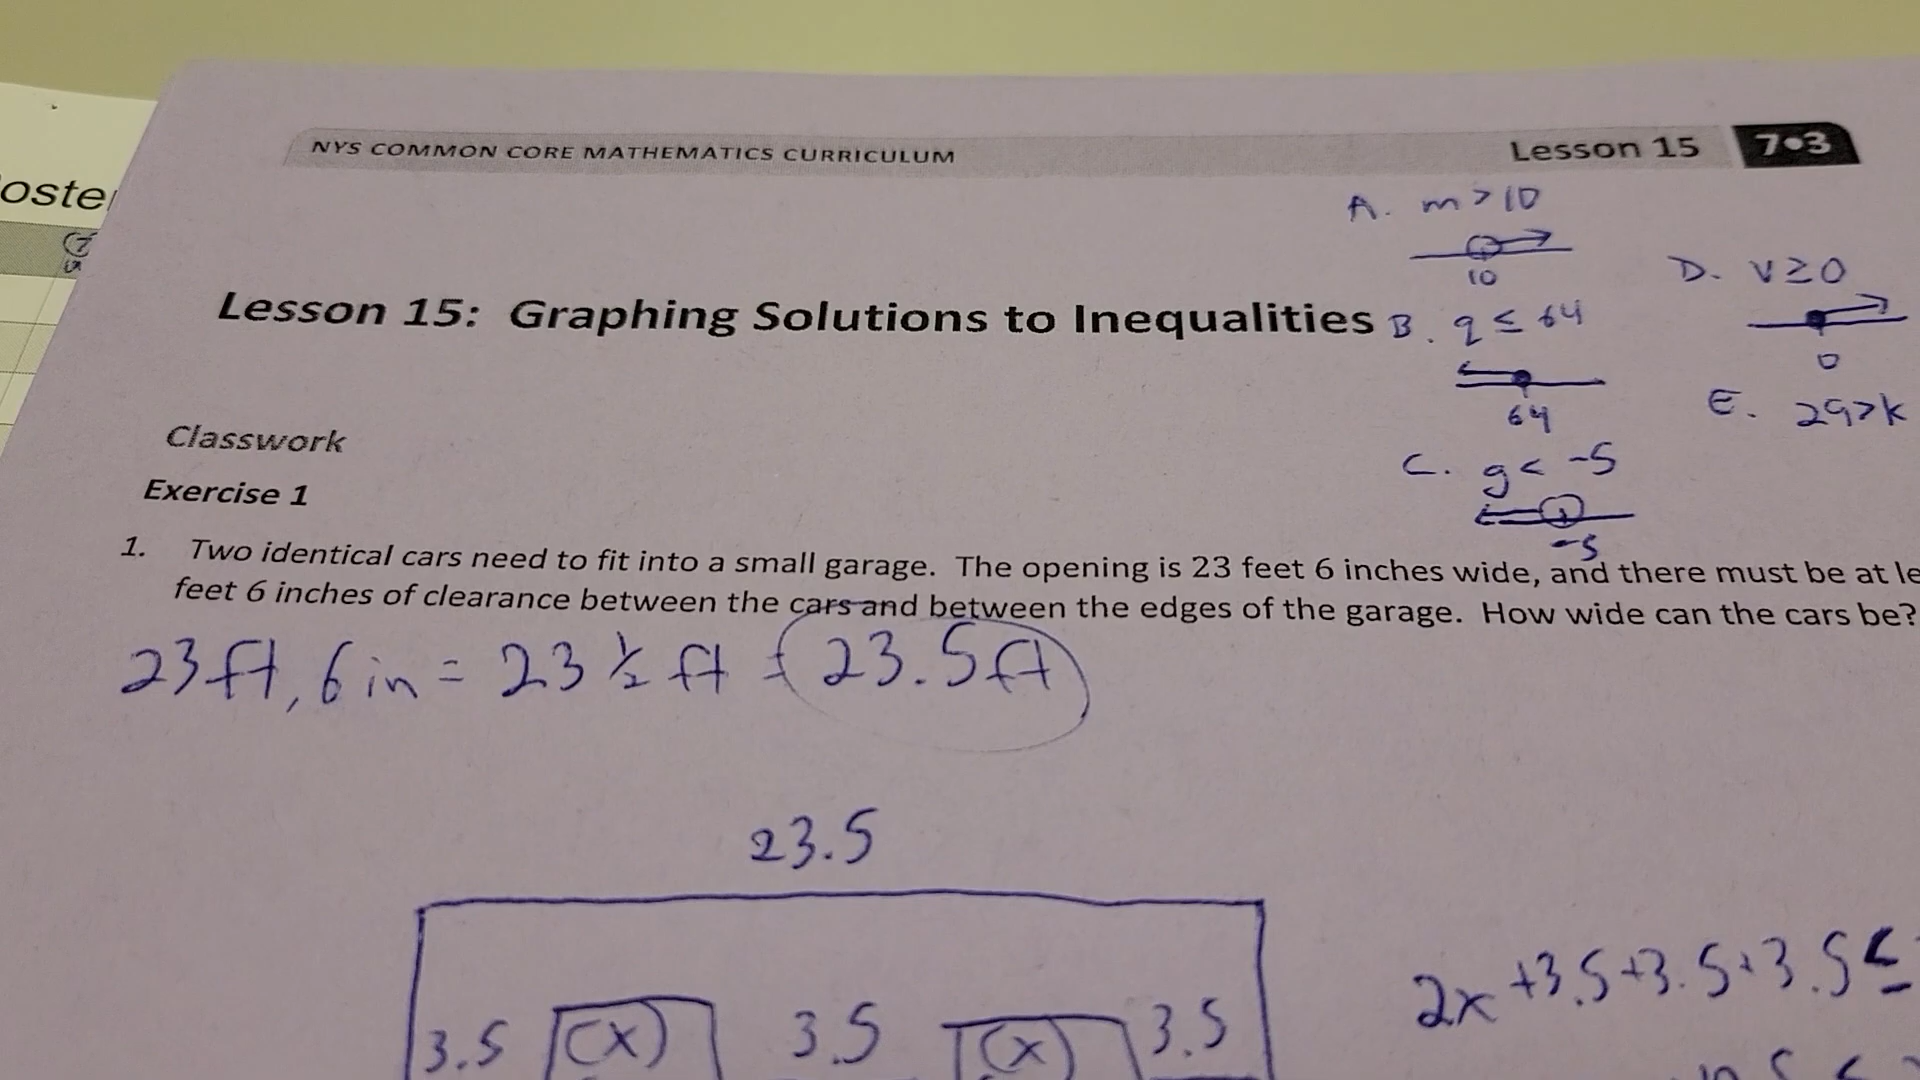 NYS COMMON CORE MATHEMATICS CURRICULUM
Lesson 15
7•3
oste
A. m > 10
10
D. v ≥ 0
0
Lesson 15: Graphing Solutions to Inequalities
B. q ≤ 64
64
E. 29 > k
C. g < -5
-5
Classwork
Exercise 1
1. Two identical cars need to fit into a small garage. The opening is 23 feet 6 inches wide, and there must be at le
feet 6 inches of clearance between the cars and between the edges of the garage. How wide can the cars be?
23 ft, 6 in = 23 ½ ft = 23.5 ft
23.5
3.5 (x) 3.5 (x) 3.5
2x + 3.5 + 3.5 + 3.5 ≤